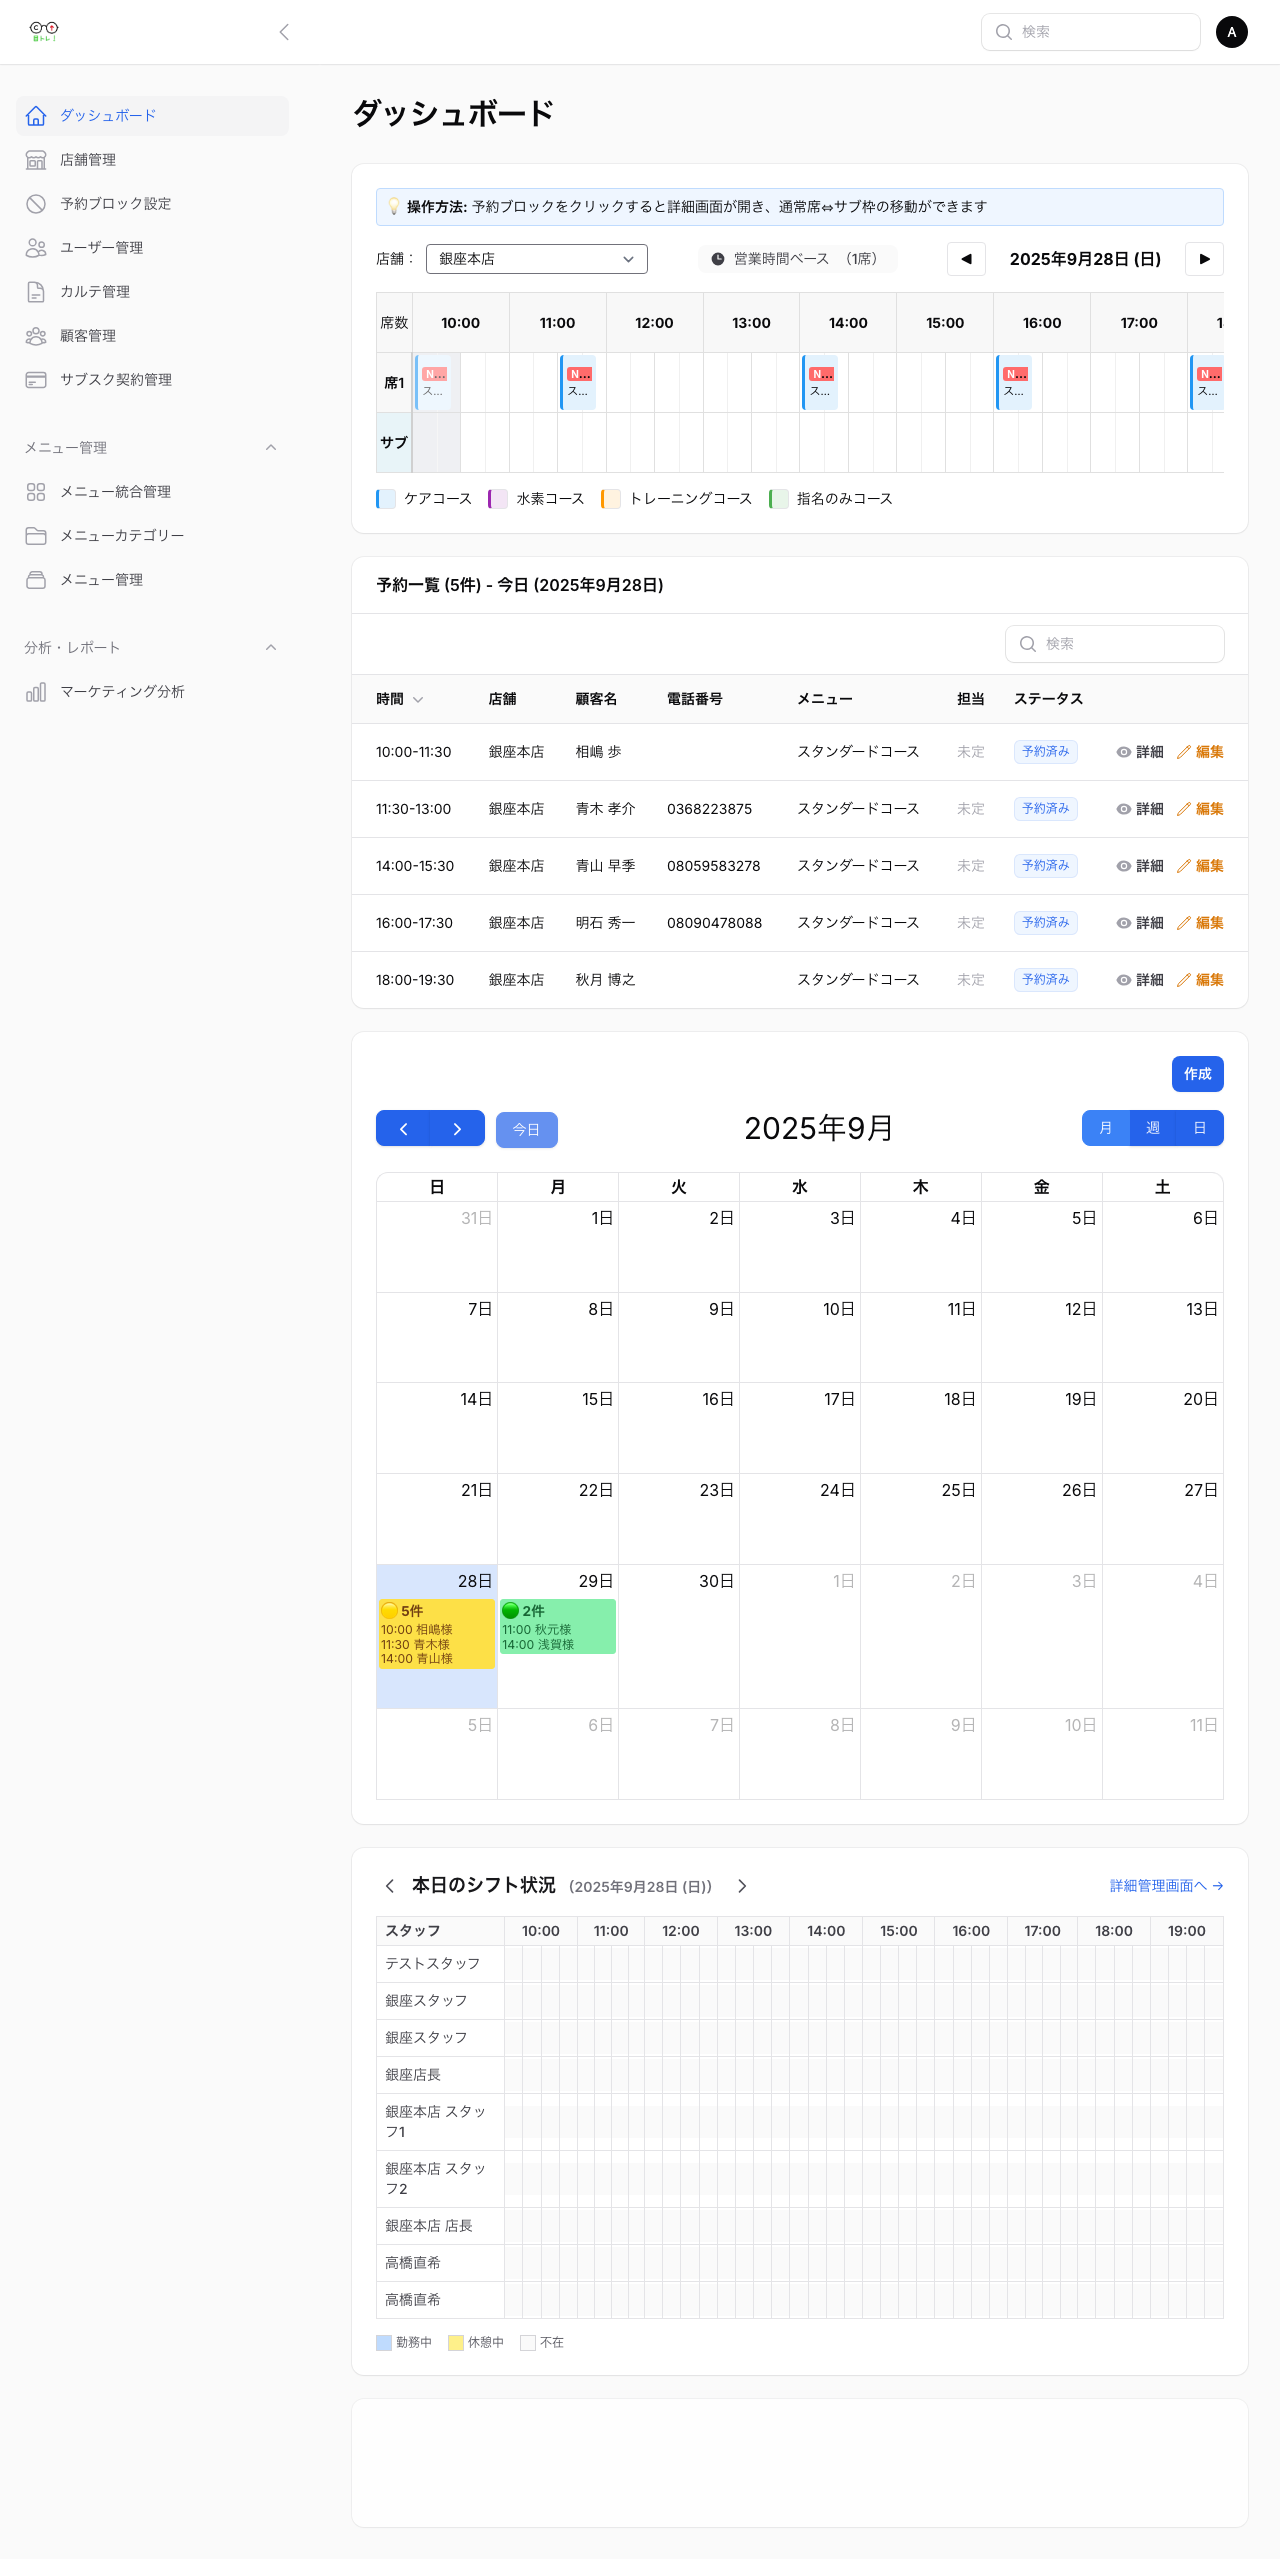 検索
A
ダッシュボード
店舗管理
予約ブロック設定
ユーザー管理
カルテ管理
顧客管理
サブスク契約管理
メニュー管理
メニュー統合管理
メニューカテゴリー
メニュー管理
分析・レポート
マーケティング分析
ダッシュボード
操作方法: 予約ブロックをクリックすると詳細画面が開き、通常席⇔サブ枠の移動ができます
店舗： 銀座本店 営業時間ベース （1席） ◀ 2025年9月28日 (日) ▶
席数 10:00 11:00 12:00 13:00 14:00 15:00 16:00 17:00
席1 N... N... N... N... N...
ス... ス... ス... ス... ス...
サブ
ケアコース 水素コース トレーニングコース 指名のみコース
予約一覧 (5件) - 今日 (2025年9月28日)
検索
時間 店舗 顧客名 電話番号 メニュー 担当 ステータス
10:00-11:30 銀座本店 相嶋 歩 スタンダードコース 未定 予約済み 詳細 編集
11:30-13:00 銀座本店 青木 孝介 0368223875 スタンダードコース 未定 予約済み 詳細 編集
14:00-15:30 銀座本店 青山 早季 08059583278 スタンダードコース 未定 予約済み 詳細 編集
16:00-17:30 銀座本店 明石 秀一 08090478088 スタンダードコース 未定 予約済み 詳細 編集
18:00-19:30 銀座本店 秋月 博之 スタンダードコース 未定 予約済み 詳細 編集
作成
今日 2025年9月 月 週 日
日 月 火 水 木 金 土
31日 1日 2日 3日 4日 5日 6日
7日 8日 9日 10日 11日 12日 13日
14日 15日 16日 17日 18日 19日 20日
21日 22日 23日 24日 25日 26日 27日
28日 29日 30日 1日 2日 3日 4日
5件 2件
10:00 相嶋様 11:00 秋元様
11:30 青木様 14:00 浅賀様
14:00 青山様
5日 6日 7日 8日 9日 10日 11日
本日のシフト状況 （2025年9月28日 (日)） 詳細管理画面へ →
スタッフ 10:00 11:00 12:00 13:00 14:00 15:00 16:00 17:00 18:00 19:00
テストスタッフ
銀座スタッフ
銀座スタッフ
銀座店長
銀座本店 スタッ
フ1
銀座本店 スタッ
フ2
銀座本店 店長
高橋直希
高橋直希
勤務中 休憩中 不在